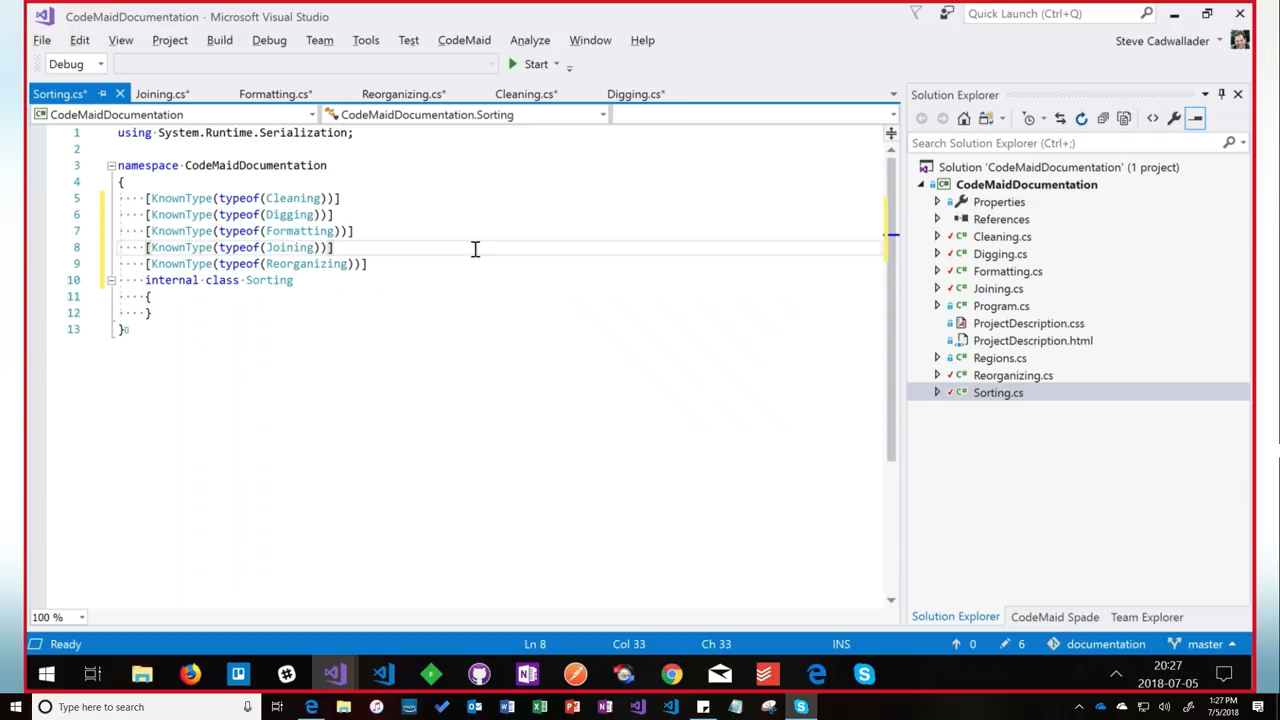 CodeMaidDocumentation - Microsoft Visual Studio
Quick Launch (Ctrl+Q)
File Edit View Project Build Debug Team Tools Test CodeMaid Analyze Window Help
Steve Cadwallader
Debug Start
Sorting.cs* Joining.cs* Formatting.cs* Reorganizing.cs* Cleaning.cs* Digging.cs*
CodeMaidDocumentation CodeMaidDocumentation.Sorting
1 using System.Runtime.Serialization;
2
3 namespace CodeMaidDocumentation
4 {
5 [KnownType(typeof(Cleaning))]
6 [KnownType(typeof(Digging))]
7 [KnownType(typeof(Formatting))]
8 [KnownType(typeof(Joining))]
9 [KnownType(typeof(Reorganizing))]
10 internal class Sorting
11 {
12 }
13 }
100 %
Solution Explorer
Search Solution Explorer (Ctrl+;)
Solution 'CodeMaidDocumentation' (1 project)
C# CodeMaidDocumentation
Properties
References
C# Cleaning.cs
C# Digging.cs
C# Formatting.cs
C# Joining.cs
C# Program.cs
ProjectDescription.css
ProjectDescription.html
C# Regions.cs
C# Reorganizing.cs
C# Sorting.cs
Solution Explorer CodeMaid Spade Team Explorer
Ready Ln 8 Col 33 Ch 33 INS 0 6 documentation master
20:27
2018-07-05
Type here to search
1:27 PM
7/5/2018